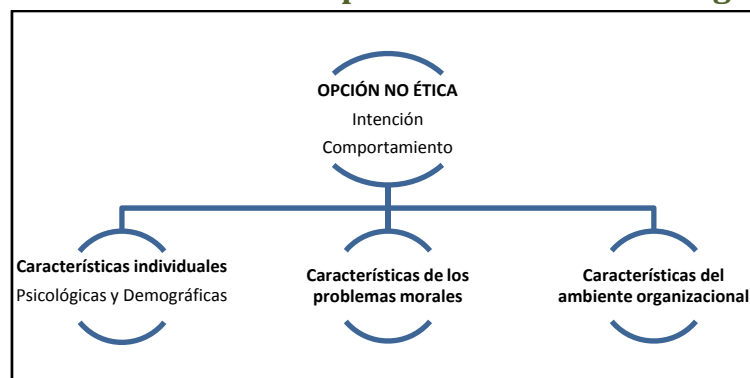 OPCIÓN NO ÉTICA
Intención
Comportamiento
Características individuales
Psicológicas y Demográficas
Características de los
problemas morales
Características del
ambiente organizacional